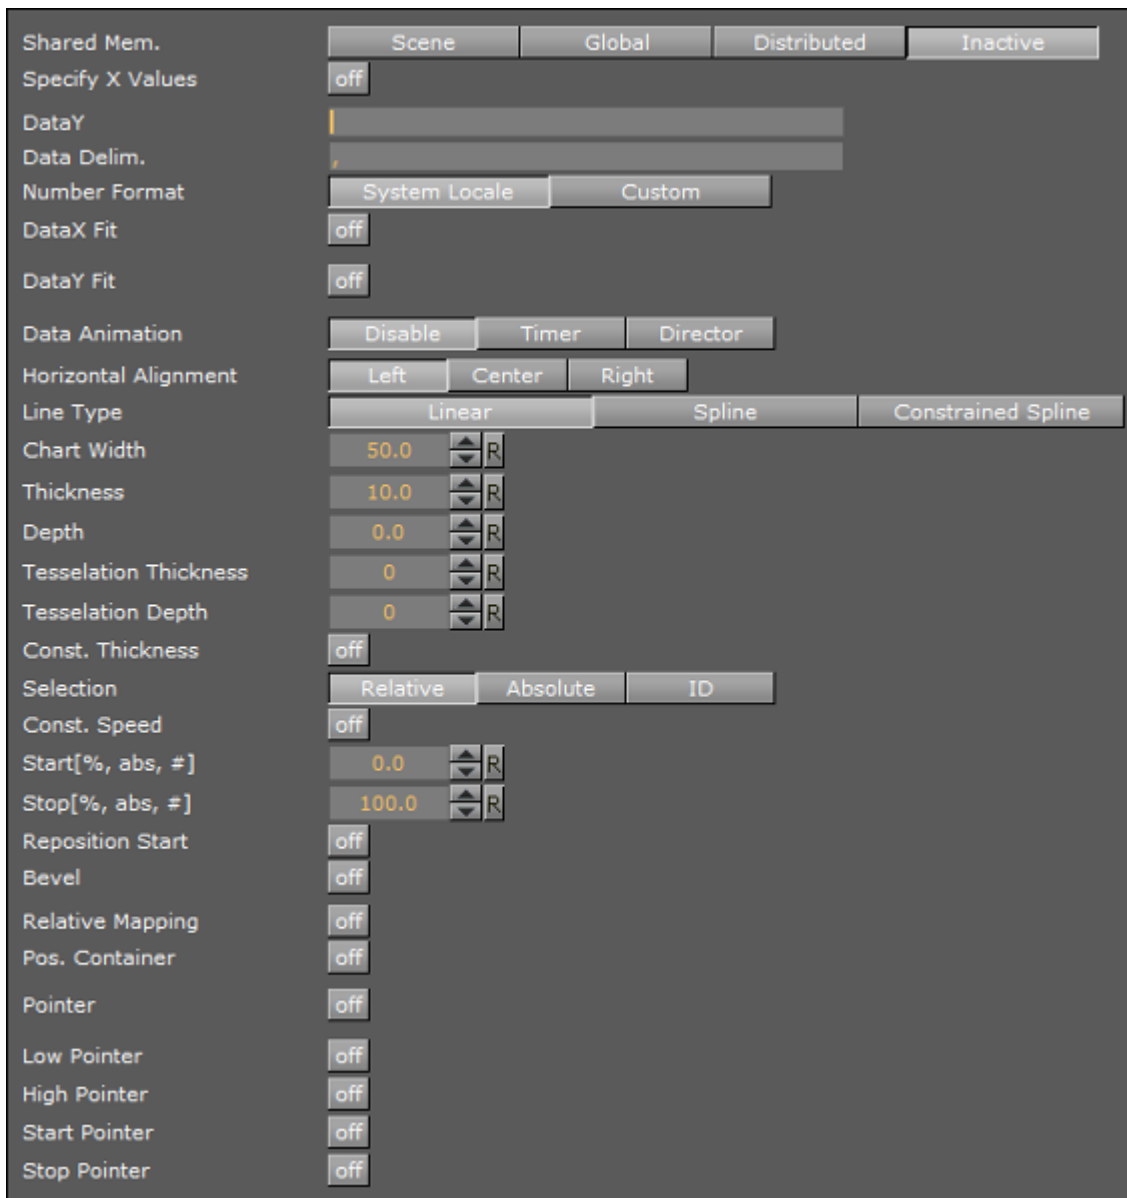 Shared Mem. Scene Global Distributed Inactive
Specify X Values off
DataY
Data Delim. ,
Number Format System Locale Custom
DataX Fit off
DataY Fit off
Data Animation Disable Timer Director
Horizontal Alignment Left Center Right
Line Type Linear Spline Constrained Spline
Chart Width 50.0 R
Thickness 10.0 R
Depth 0.0 R
Tesselation Thickness 0 R
Tesselation Depth 0 R
Const. Thickness off
Selection Relative Absolute ID
Const. Speed off
Start[%, abs, #] 0.0 R
Stop[%, abs, #] 100.0 R
Reposition Start off
Bevel off
Relative Mapping off
Pos. Container off
Pointer off
Low Pointer off
High Pointer off
Start Pointer off
Stop Pointer off